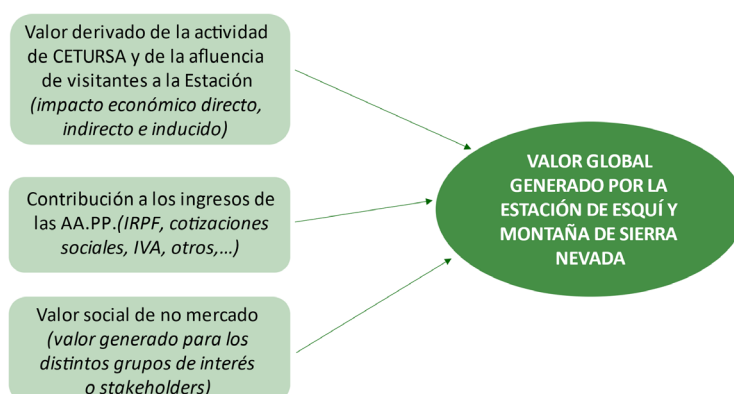 Valor derivado de la actividad
de CETURSA y de la afluencia
de visitantes a la Estación
(impacto económico directo,
indirecto e inducido)
Contribución a los ingresos de
las AA.PP.(IRPF, cotizaciones
sociales, IVA, otros,...)
Valor social de no mercado
(valor generado para los
distintos grupos de interés
o stakeholders)
VALOR GLOBAL
GENERADO POR LA
ESTACIÓN DE ESQUÍ Y
MONTAÑA DE SIERRA
NEVADA